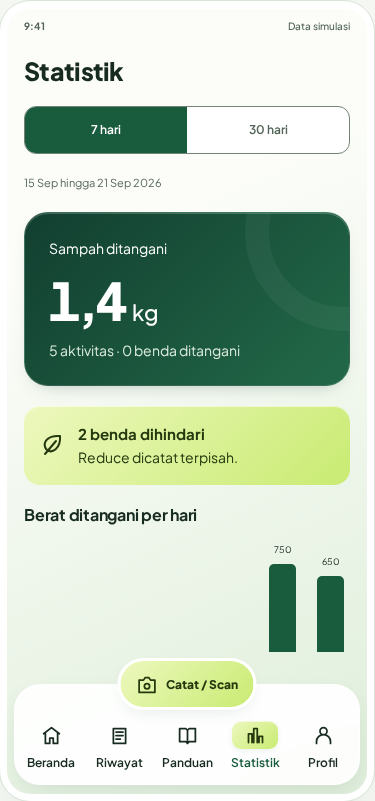 9:41
Data simulasi
Statistik
7 hari
30 hari
15 Sep hingga 21 Sep 2026
Sampah ditangani
1,4 kg
5 aktivitas · 0 benda ditangani
2 benda dihindari
Reduce dicatat terpisah.
Berat ditangani per hari
750
650
Catat / Scan
Beranda
Riwayat
Panduan
Statistik
Profil